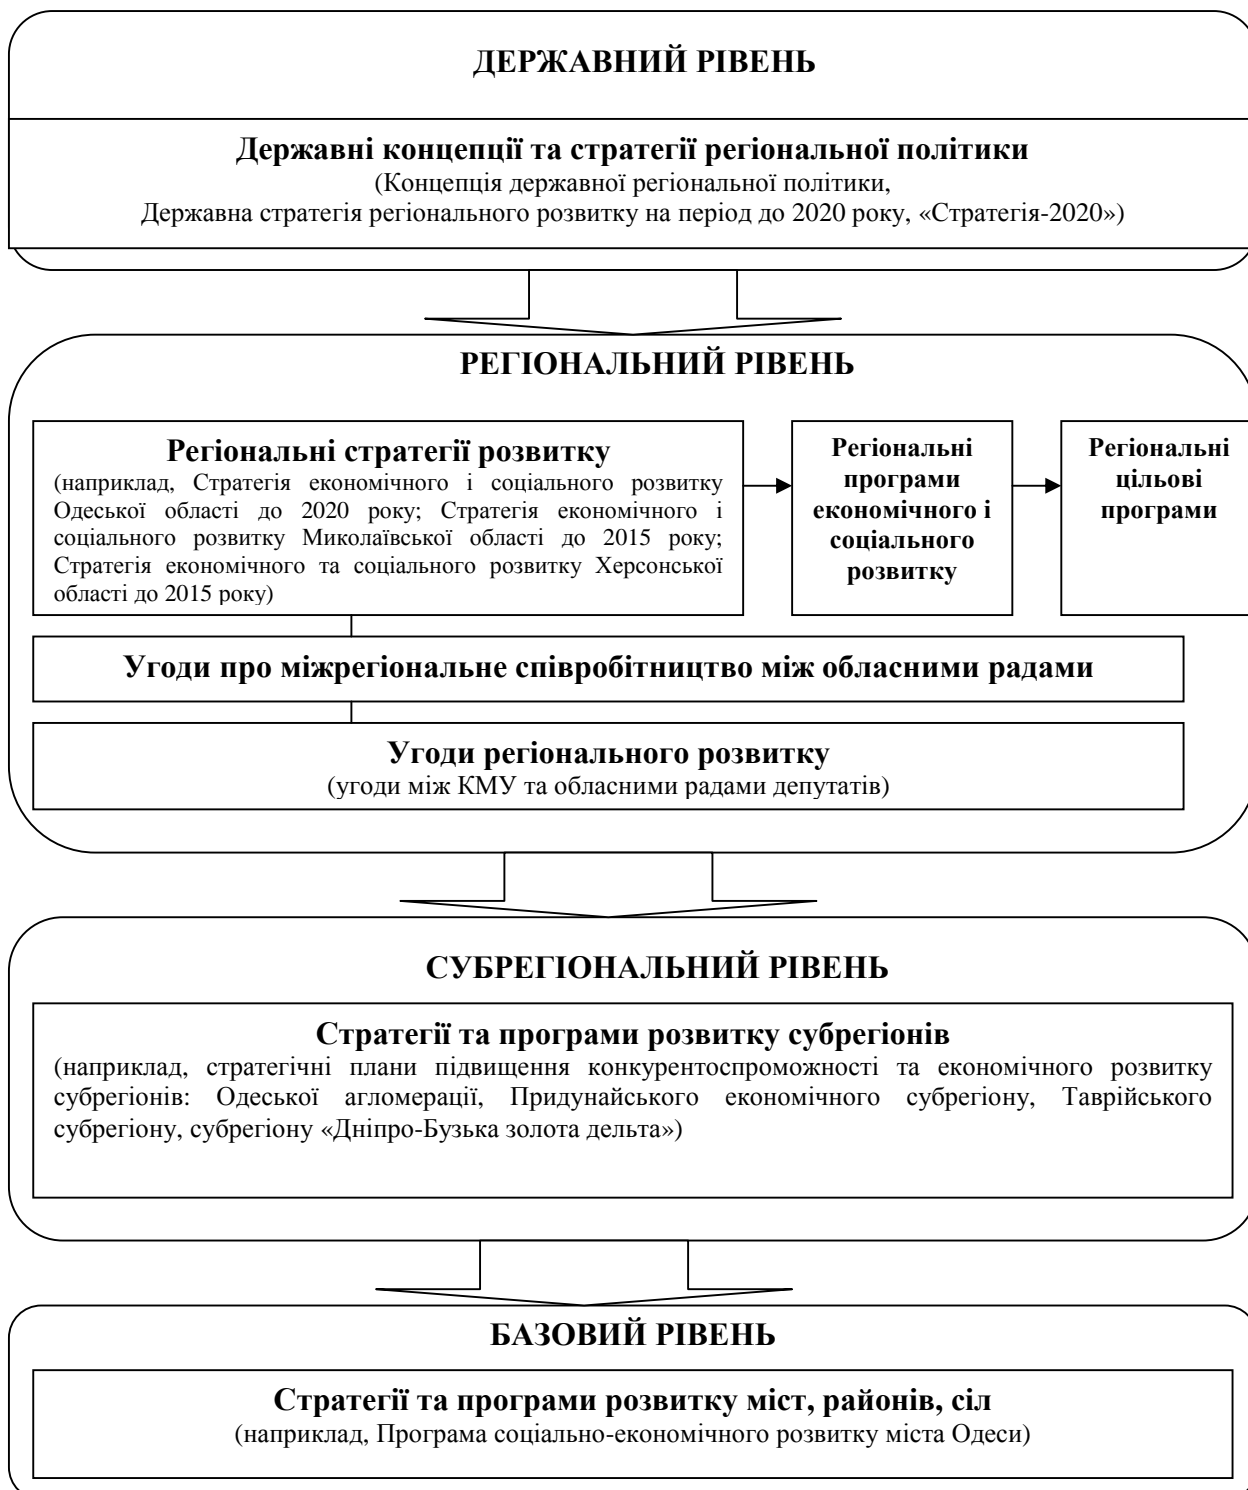 ДЕРЖАВНИЙ РІВЕНЬ
Державні концепції та стратегії регіональної політики
(Концепція державної регіональної політики,
Державна стратегія регіонального розвитку на період до 2020 року, «Стратегія-2020»)
РЕГІОНАЛЬНИЙ РІВЕНЬ
Регіональні стратегії розвитку
(наприклад, Стратегія економічного і соціального розвитку
Одеської області до 2020 року; Стратегія економічного і
соціального розвитку Миколаївської області до 2015 року;
Стратегія економічного та соціального розвитку Херсонської
області до 2015 року)
Регіональні
програми
економічного і
соціального
розвитку
Регіональні
цільові
програми
Угоди про міжрегіональне співробітництво між обласними радами
Угоди регіонального розвитку
(угоди між КМУ та обласними радами депутатів)
СУБРЕГІОНАЛЬНИЙ РІВЕНЬ
Стратегії та програми розвитку субрегіонів
(наприклад, стратегічні плани підвищення конкурентоспроможності та економічного розвитку
субрегіонів: Одеської агломерації, Придунайського економічного субрегіону, Таврійського
субрегіону, субрегіону «Дніпро-Бузька золота дельта»)
БАЗОВИЙ РІВЕНЬ
Стратегії та програми розвитку міст, районів, сіл
(наприклад, Програма соціально-економічного розвитку міста Одеси)